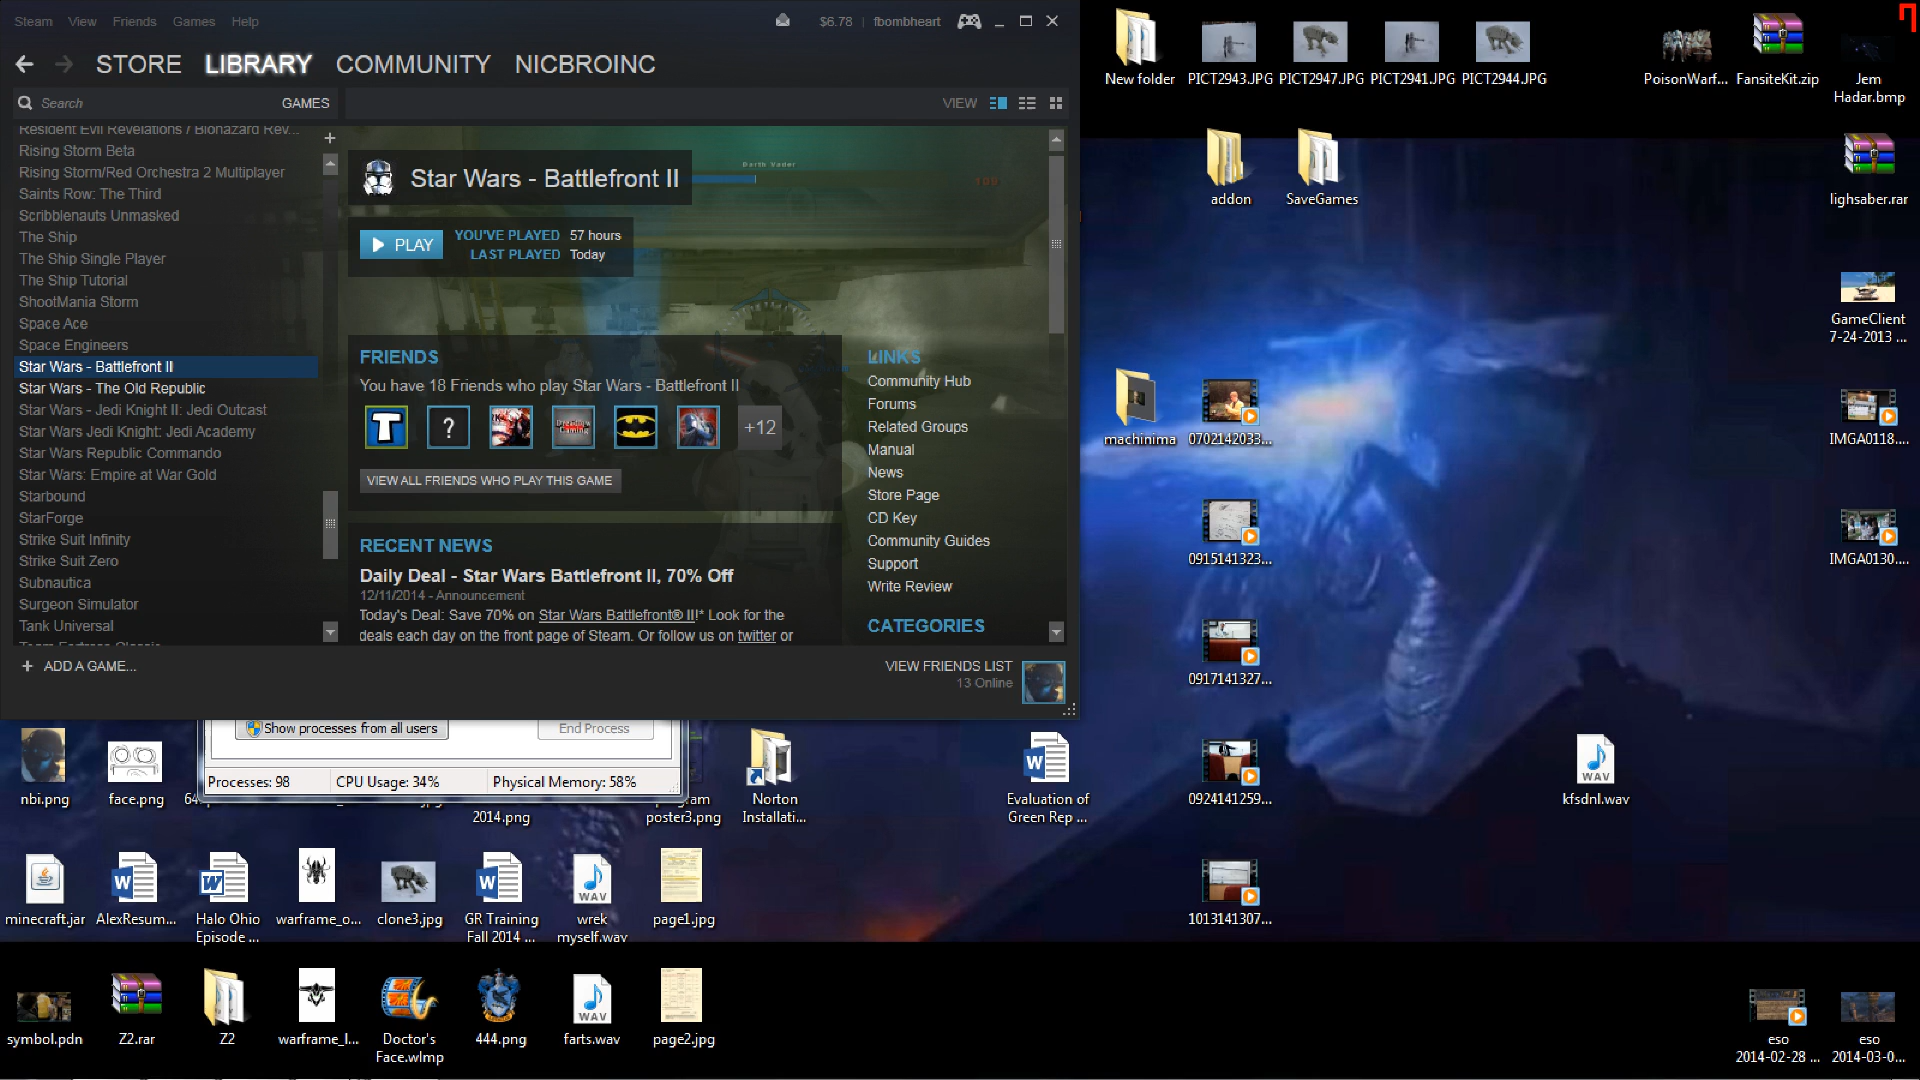 Steam View Friends Games Help
$6.78 | fbombheart
STORE LIBRARY COMMUNITY NICBROINC
Search GAMES
VIEW
Resident Evil Revelations / Biohazard Rev...
Rising Storm Beta
Rising Storm/Red Orchestra 2 Multiplayer
Saints Row: The Third
Scribblenauts Unmasked
The Ship
The Ship Single Player
The Ship Tutorial
ShootMania Storm
Space Ace
Space Engineers
Star Wars - Battlefront II
Star Wars - The Old Republic
Star Wars - Jedi Knight II: Jedi Outcast
Star Wars Jedi Knight: Jedi Academy
Star Wars Republic Commando
Star Wars: Empire at War Gold
Starbound
StarForge
Strike Suit Infinity
Strike Suit Zero
Subnautica
Surgeon Simulator
Tank Universal
Team Fortress Classic
+ ADD A GAME...
Darth Vader
Star Wars - Battlefront II
PLAY
YOU'VE PLAYED 57 hours
LAST PLAYED Today
FRIENDS
You have 18 Friends who play Star Wars - Battlefront II
T
?
+12
VIEW ALL FRIENDS WHO PLAY THIS GAME
RECENT NEWS
Daily Deal - Star Wars Battlefront II, 70% Off
12/11/2014 - Announcement
Today's Deal: Save 70% on Star Wars Battlefront® II!* Look for the
deals each day on the front page of Steam. Or follow us on twitter or
LINKS
Community Hub
Forums
Related Groups
Manual
News
Store Page
CD Key
Community Guides
Support
Write Review
CATEGORIES
VIEW FRIENDS LIST
13 Online
Show processes from all users
End Process
Processes: 98
CPU Usage: 34%
Physical Memory: 58%
New folder
PICT2943.JPG
PICT2947.JPG
PICT2941.JPG
PICT2944.JPG
PoisonWarf...
FansiteKit.zip
Jem
Hadar.bmp
addon
SaveGames
lighsaber.rar
GameClient
7-24-2013 ...
machinima
0702142033...
IMGA0118....
0915141323...
IMGA0130....
0917141327...
nbi.png
face.png
2014.png
poster3.png
Norton
Installati...
Evaluation of
Green Rep ...
0924141259...
WAV
kfsdnl.wav
minecraft.jar
AlexResum...
Halo Ohio
Episode ...
warframe_o...
clone3.jpg
GR Training
Fall 2014 ...
WAV
wrek
myself.wav
page1.jpg
1013141307...
symbol.pdn
Z2.rar
Z2
warframe_l...
Doctor's
Face.wlmp
444.png
WAV
farts.wav
page2.jpg
eso
2014-02-28 ...
eso
2014-03-0...